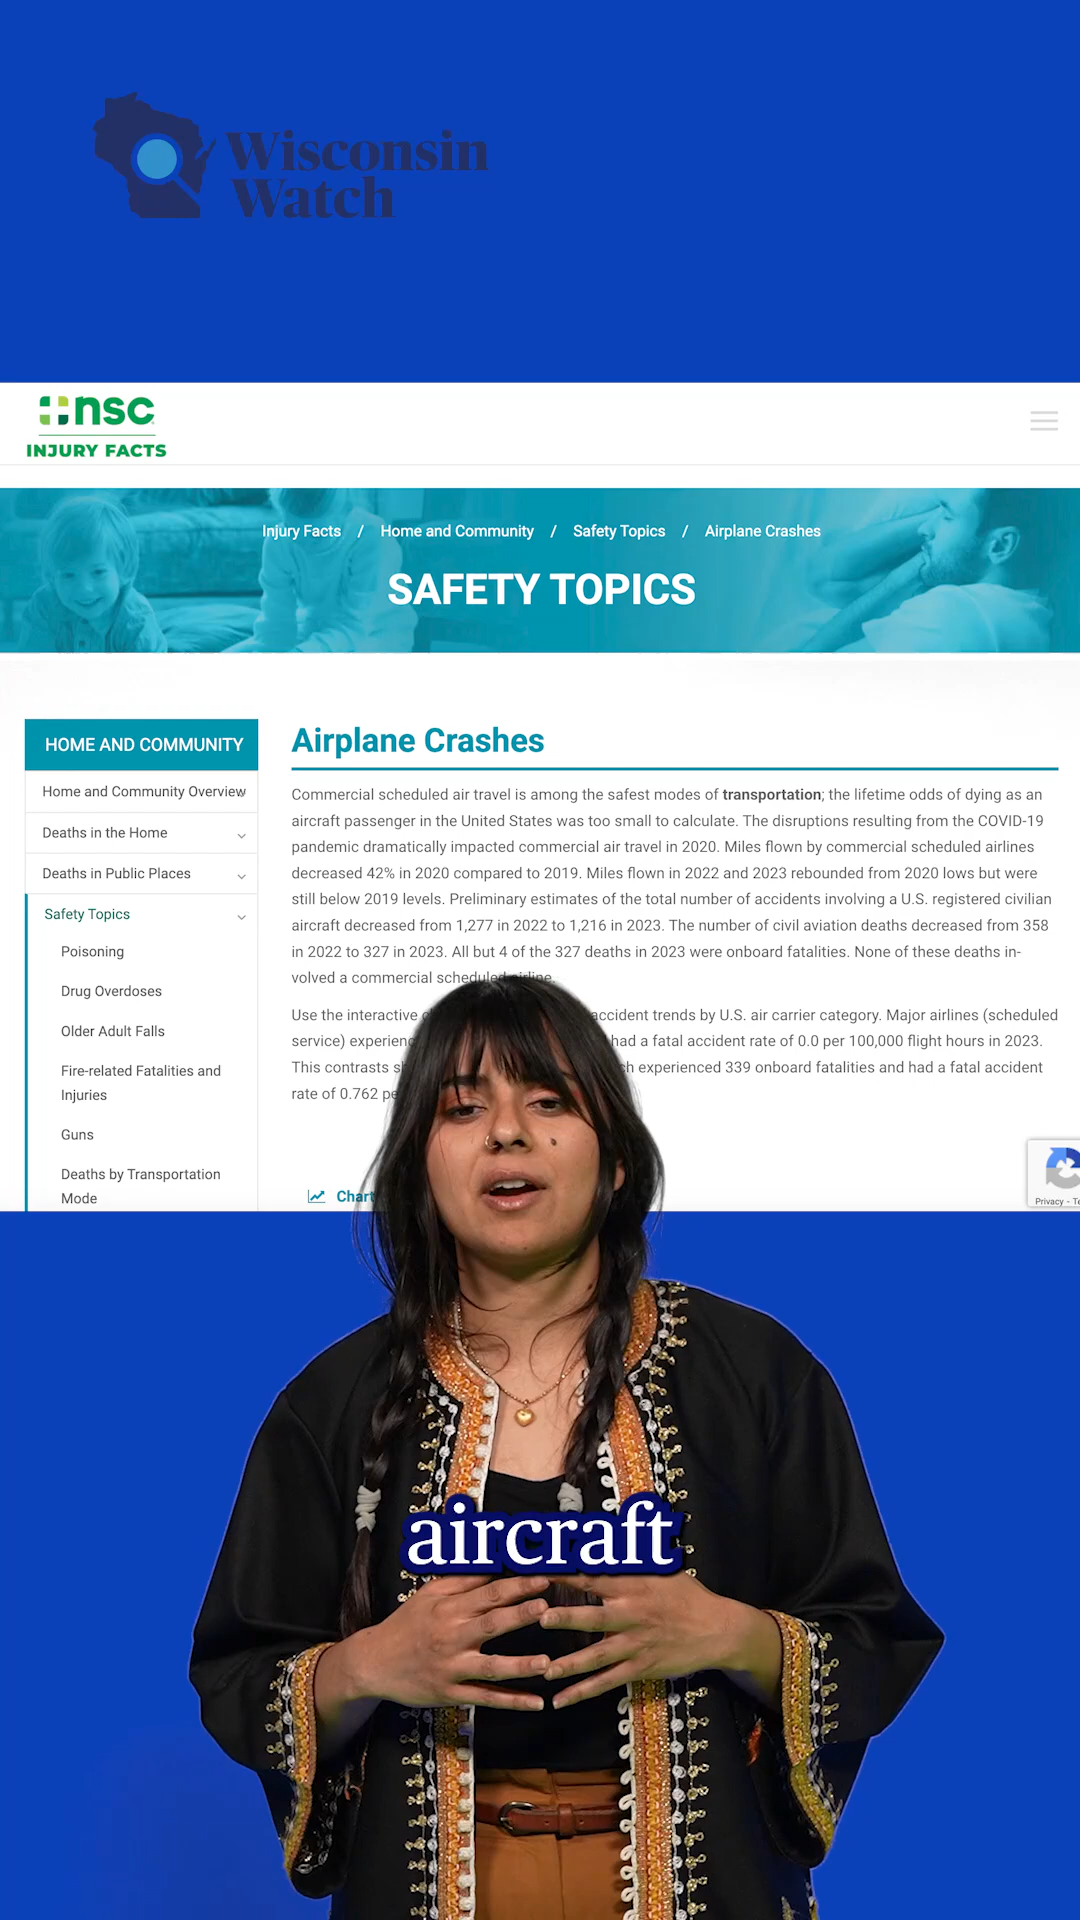 Wisconsin
Watch
nsc
INJURY FACTS
Injury Facts / Home and Community / Safety Topics / Airplane Crashes
SAFETY TOPICS
HOME AND COMMUNITY
Home and Community Overview
Deaths in the Home
Deaths in Public Places
Safety Topics
Poisoning
Drug Overdoses
Older Adult Falls
Fire-related Fatalities and
Injuries
Guns
Deaths by Transportation
Mode
Airplane Crashes
Commercial scheduled air travel is among the safest modes of transportation; the lifetime odds of dying as an
aircraft passenger in the United States was too small to calculate. The disruptions resulting from the COVID-19
pandemic dramatically impacted commercial air travel in 2020. Miles flown by commercial scheduled airlines
decreased 42% in 2020 compared to 2019. Miles flown in 2022 and 2023 rebounded from 2020 lows but were
still below 2019 levels. Preliminary estimates of the total number of accidents involving a U.S. registered civilian
aircraft decreased from 1,277 in 2022 to 1,216 in 2023. The number of civil aviation deaths decreased from 358
in 2022 to 327 in 2023. All but 4 of the 327 deaths in 2023 were onboard fatalities. None of these deaths in-
volved a commercial scheduled airline.
Use the interactive accident trends by U.S. air carrier category. Major airlines (scheduled
service) had a fatal accident rate of 0.0 per 100,000 flight hours in 2023.
This contrasts experienced 339 onboard fatalities and had a fatal accident
rate of 0.762
Chart
Privacy -
aircraft